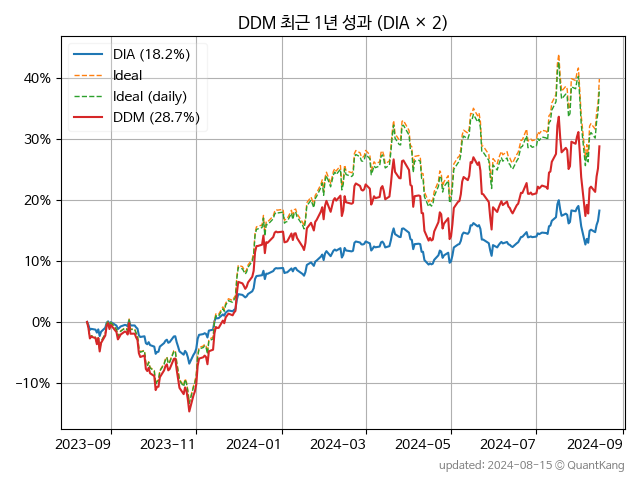 DDM 최근 1년 성과 (DIA × 2)
DIA (18.2%)
Ideal
Ideal (daily)
DDM (28.7%)
40%
30%
20%
10%
0%
−10%
2023-09 2023-11 2024-01 2024-03 2024-05 2024-07 2024-09
updated: 2024-08-15 © QuantKang